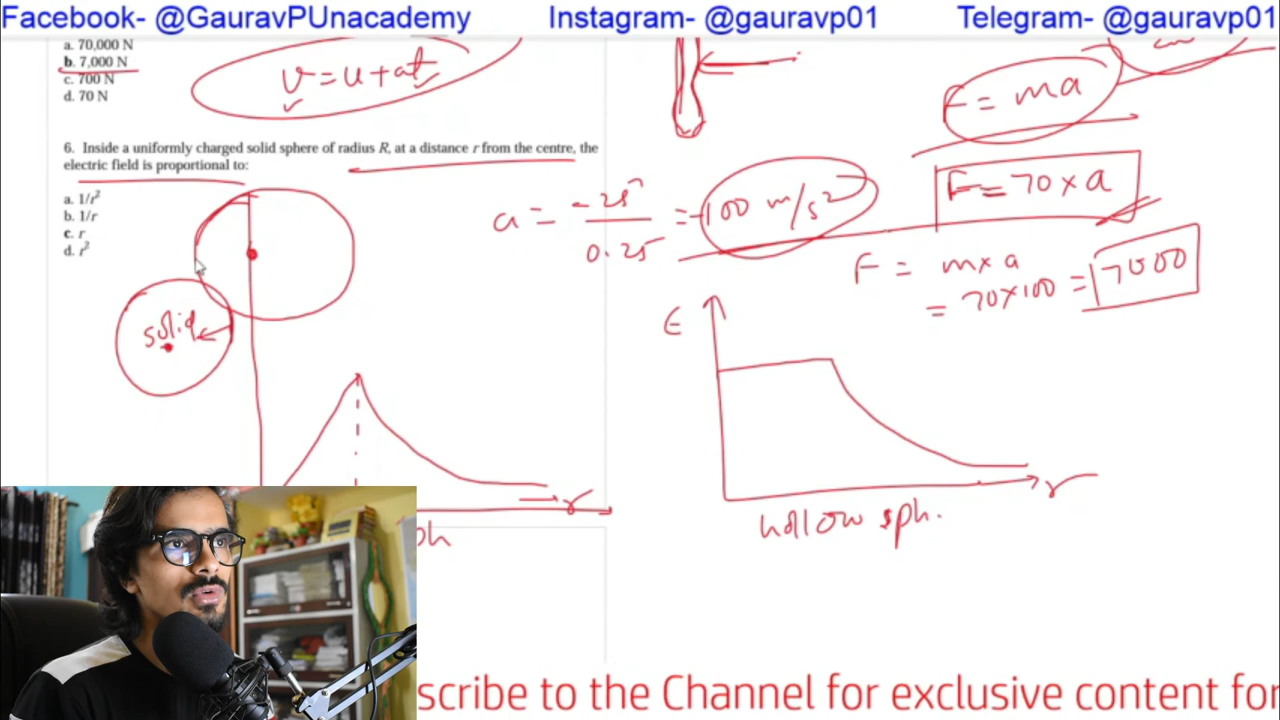 Facebook- @GauravPUnacademy Instagram- @gauravp01 Telegram- @gauravp01
a. 70,000 N
b. 7,000 N
c. 700 N
d. 70 N
v = u + at
F = ma
6. Inside a uniformly charged solid sphere of radius R, at a distance r from the centre, the
electric field is proportional to:
a. 1/r²
b. 1/r
c. r
d. r²
a = -25 / 0.25 = -100 m/s²
F = 70 × a
F = m × a
= 70 × 100 = 7000
solid
E
r
r
hollow sph.
scribe to the Channel for exclusive content for